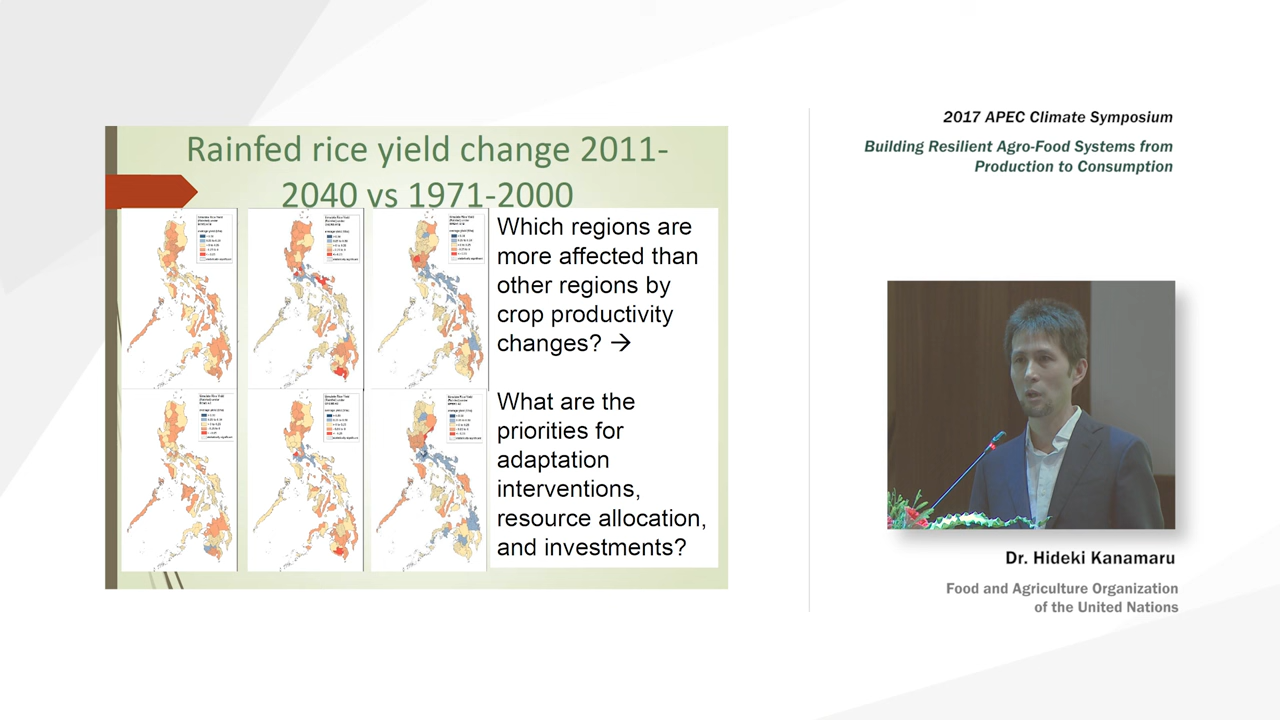 2017 APEC Climate Symposium
Building Resilient Agro-Food Systems from
Production to Consumption
Rainfed rice yield change 2011-
2040 vs 1971-2000
Which regions are
more affected than
other regions by
crop productivity
changes? →
What are the
priorities for
adaptation
interventions,
resource allocation,
and investments?
Dr. Hideki Kanamaru
Food and Agriculture Organization
of the United Nations